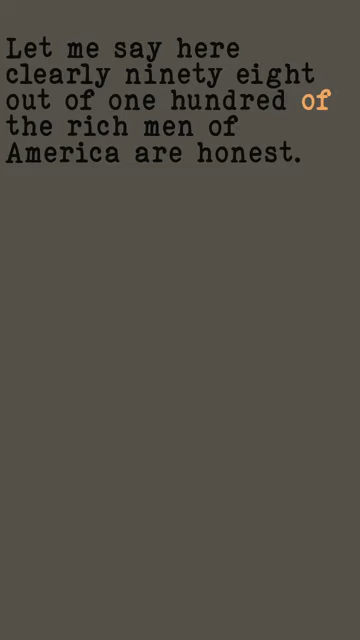 Let me say here
clearly ninety eight
out of one hundred of
the rich men of
America are honest.